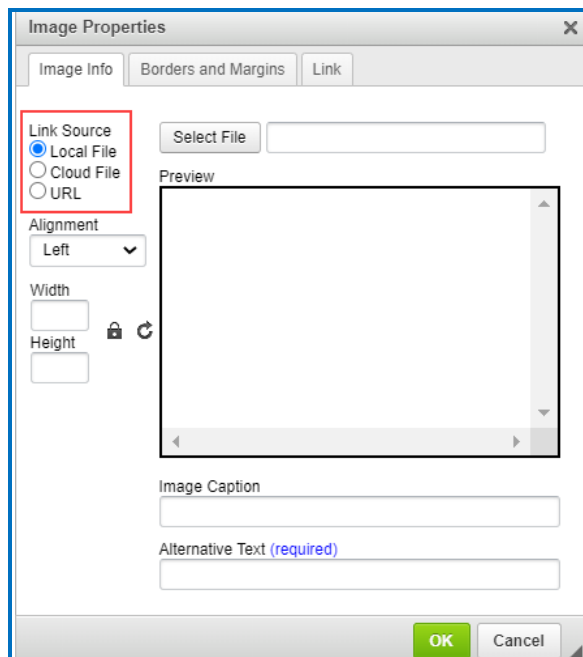 Image Properties
Image Info
Borders and Margins
Link
Link Source
Local File
Cloud File
URL
Select File
Preview
Alignment
Left
Width
Height
Image Caption
Alternative Text (required)
OK
Cancel